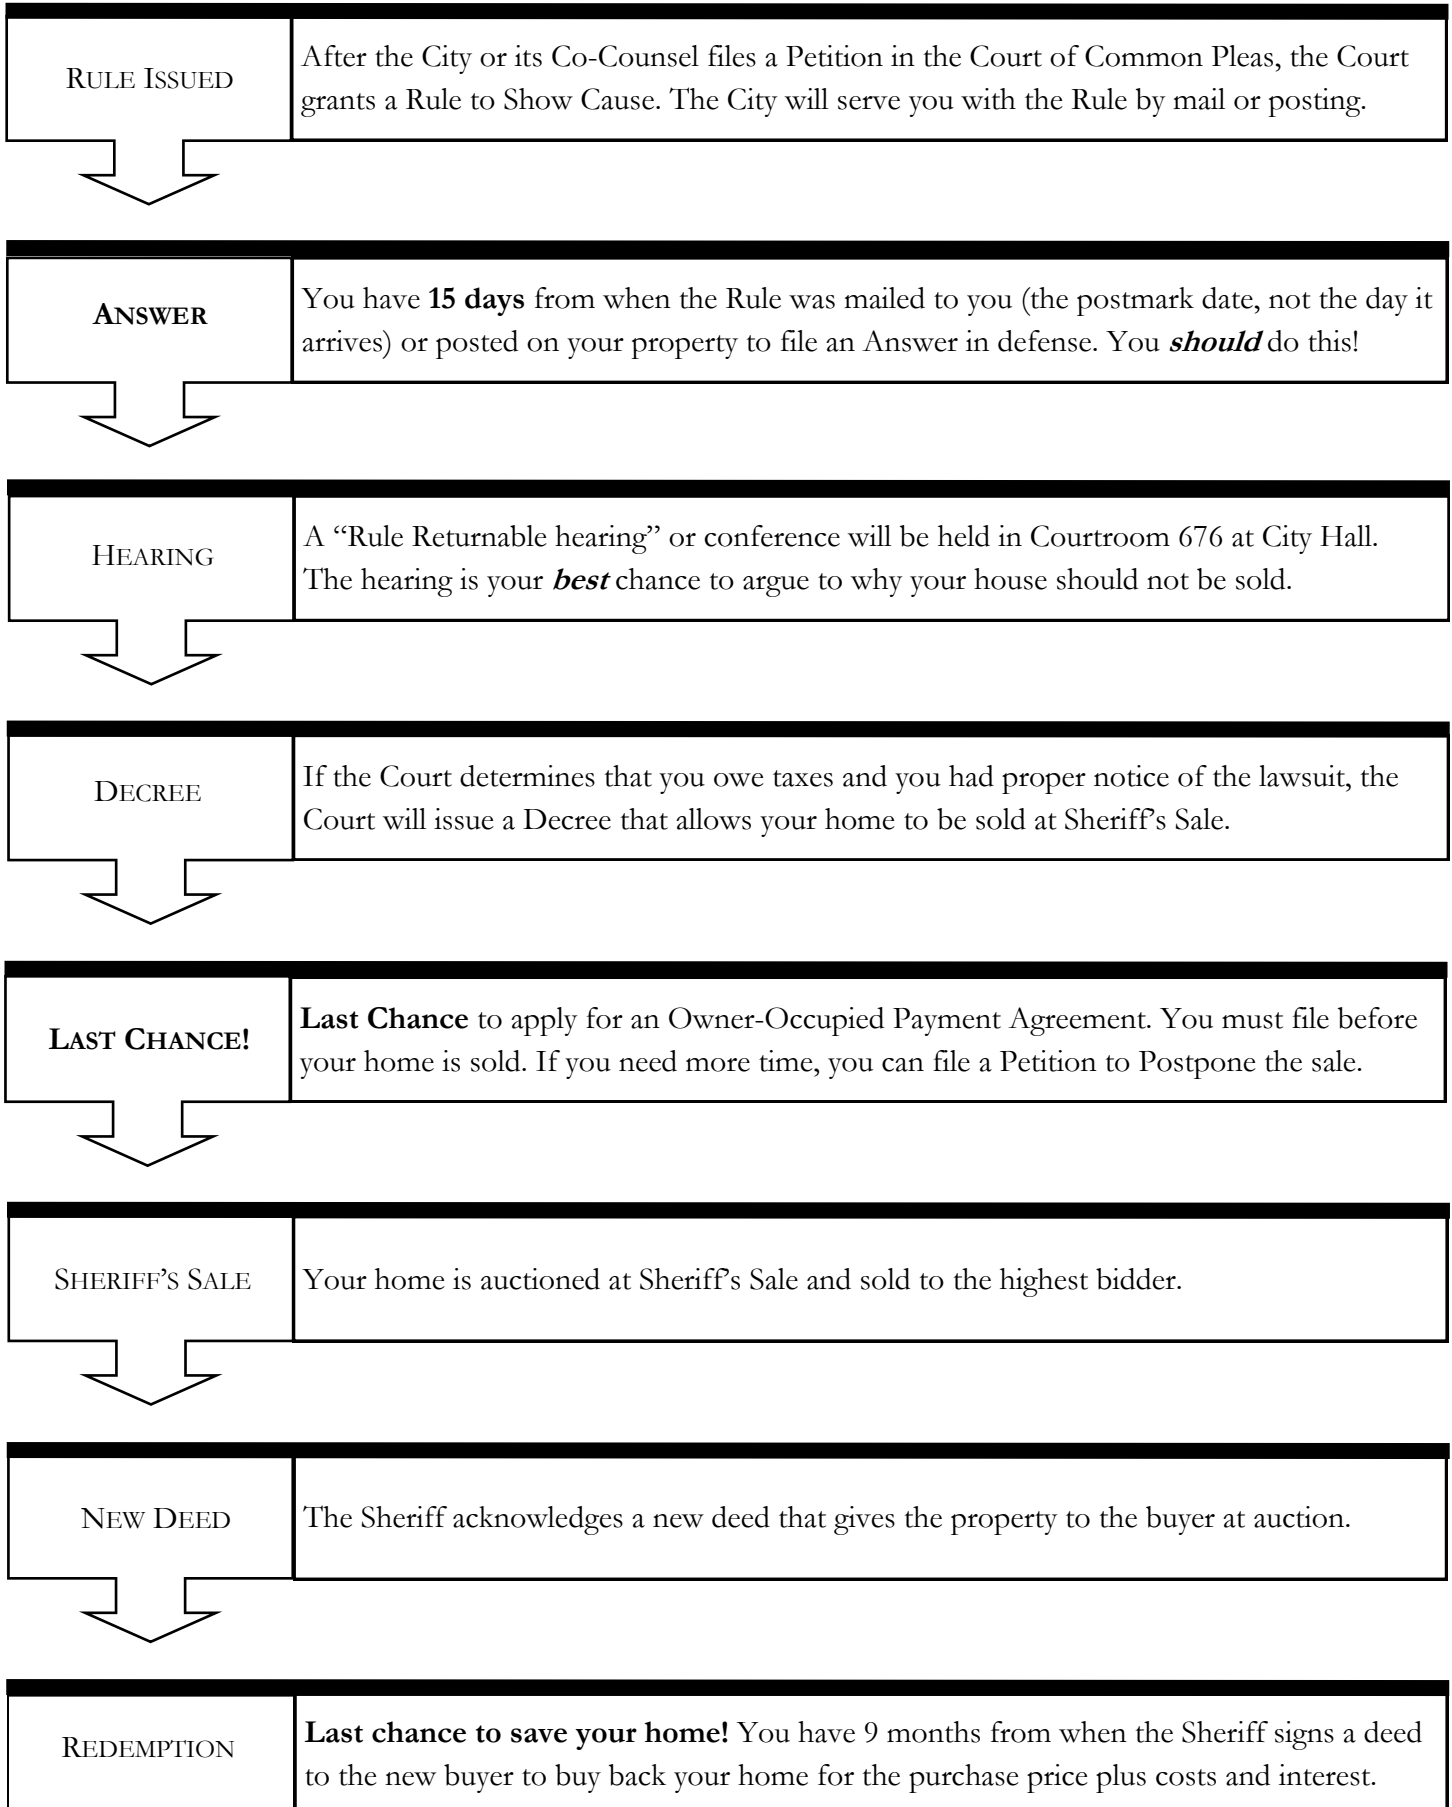 RULE ISSUED
After the City or its Co-Counsel files a Petition in the Court of Common Pleas, the Court
grants a Rule to Show Cause. The City will serve you with the Rule by mail or posting.
ANSWER
You have 15 days from when the Rule was mailed to you (the postmark date, not the day it
arrives) or posted on your property to file an Answer in defense. You should do this!
HEARING
A “Rule Returnable hearing” or conference will be held in Courtroom 676 at City Hall.
The hearing is your best chance to argue to why your house should not be sold.
DECREE
If the Court determines that you owe taxes and you had proper notice of the lawsuit, the
Court will issue a Decree that allows your home to be sold at Sheriff’s Sale.
LAST CHANCE!
Last Chance to apply for an Owner-Occupied Payment Agreement. You must file before
your home is sold. If you need more time, you can file a Petition to Postpone the sale.
SHERIFF’S SALE
Your home is auctioned at Sheriff’s Sale and sold to the highest bidder.
NEW DEED
The Sheriff acknowledges a new deed that gives the property to the buyer at auction.
REDEMPTION
Last chance to save your home! You have 9 months from when the Sheriff signs a deed
to the new buyer to buy back your home for the purchase price plus costs and interest.